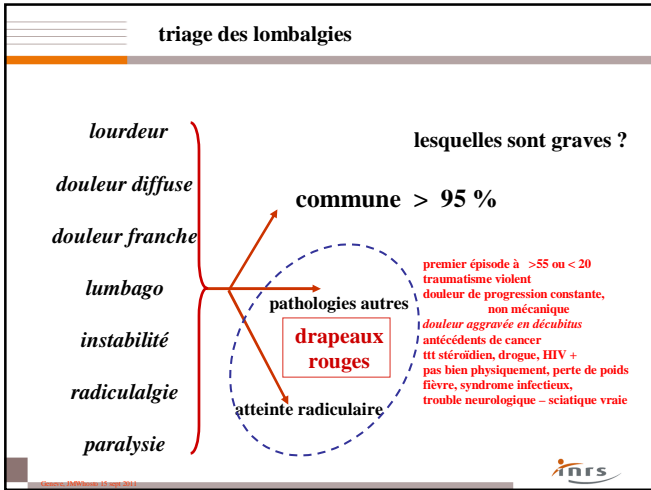 triage des lombalgies
lourdeur
douleur diffuse
douleur franche
lumbago
instabilité
radiculalgie
paralysie
lesquelles sont graves ?
commune > 95 %
pathologies autres
drapeaux
rouges
atteinte radiculaire
premier épisode à >55 ou < 20
traumatisme violent
douleur de progression constante,
non mécanique
douleur aggravée en décubitus
antécédents de cancer
ttt stéroïdien, drogue, HIV +
pas bien physiquement, perte de poids
fièvre, syndrome infectieux,
trouble neurologique – sciatique vraie
15 sept 2011
inrs